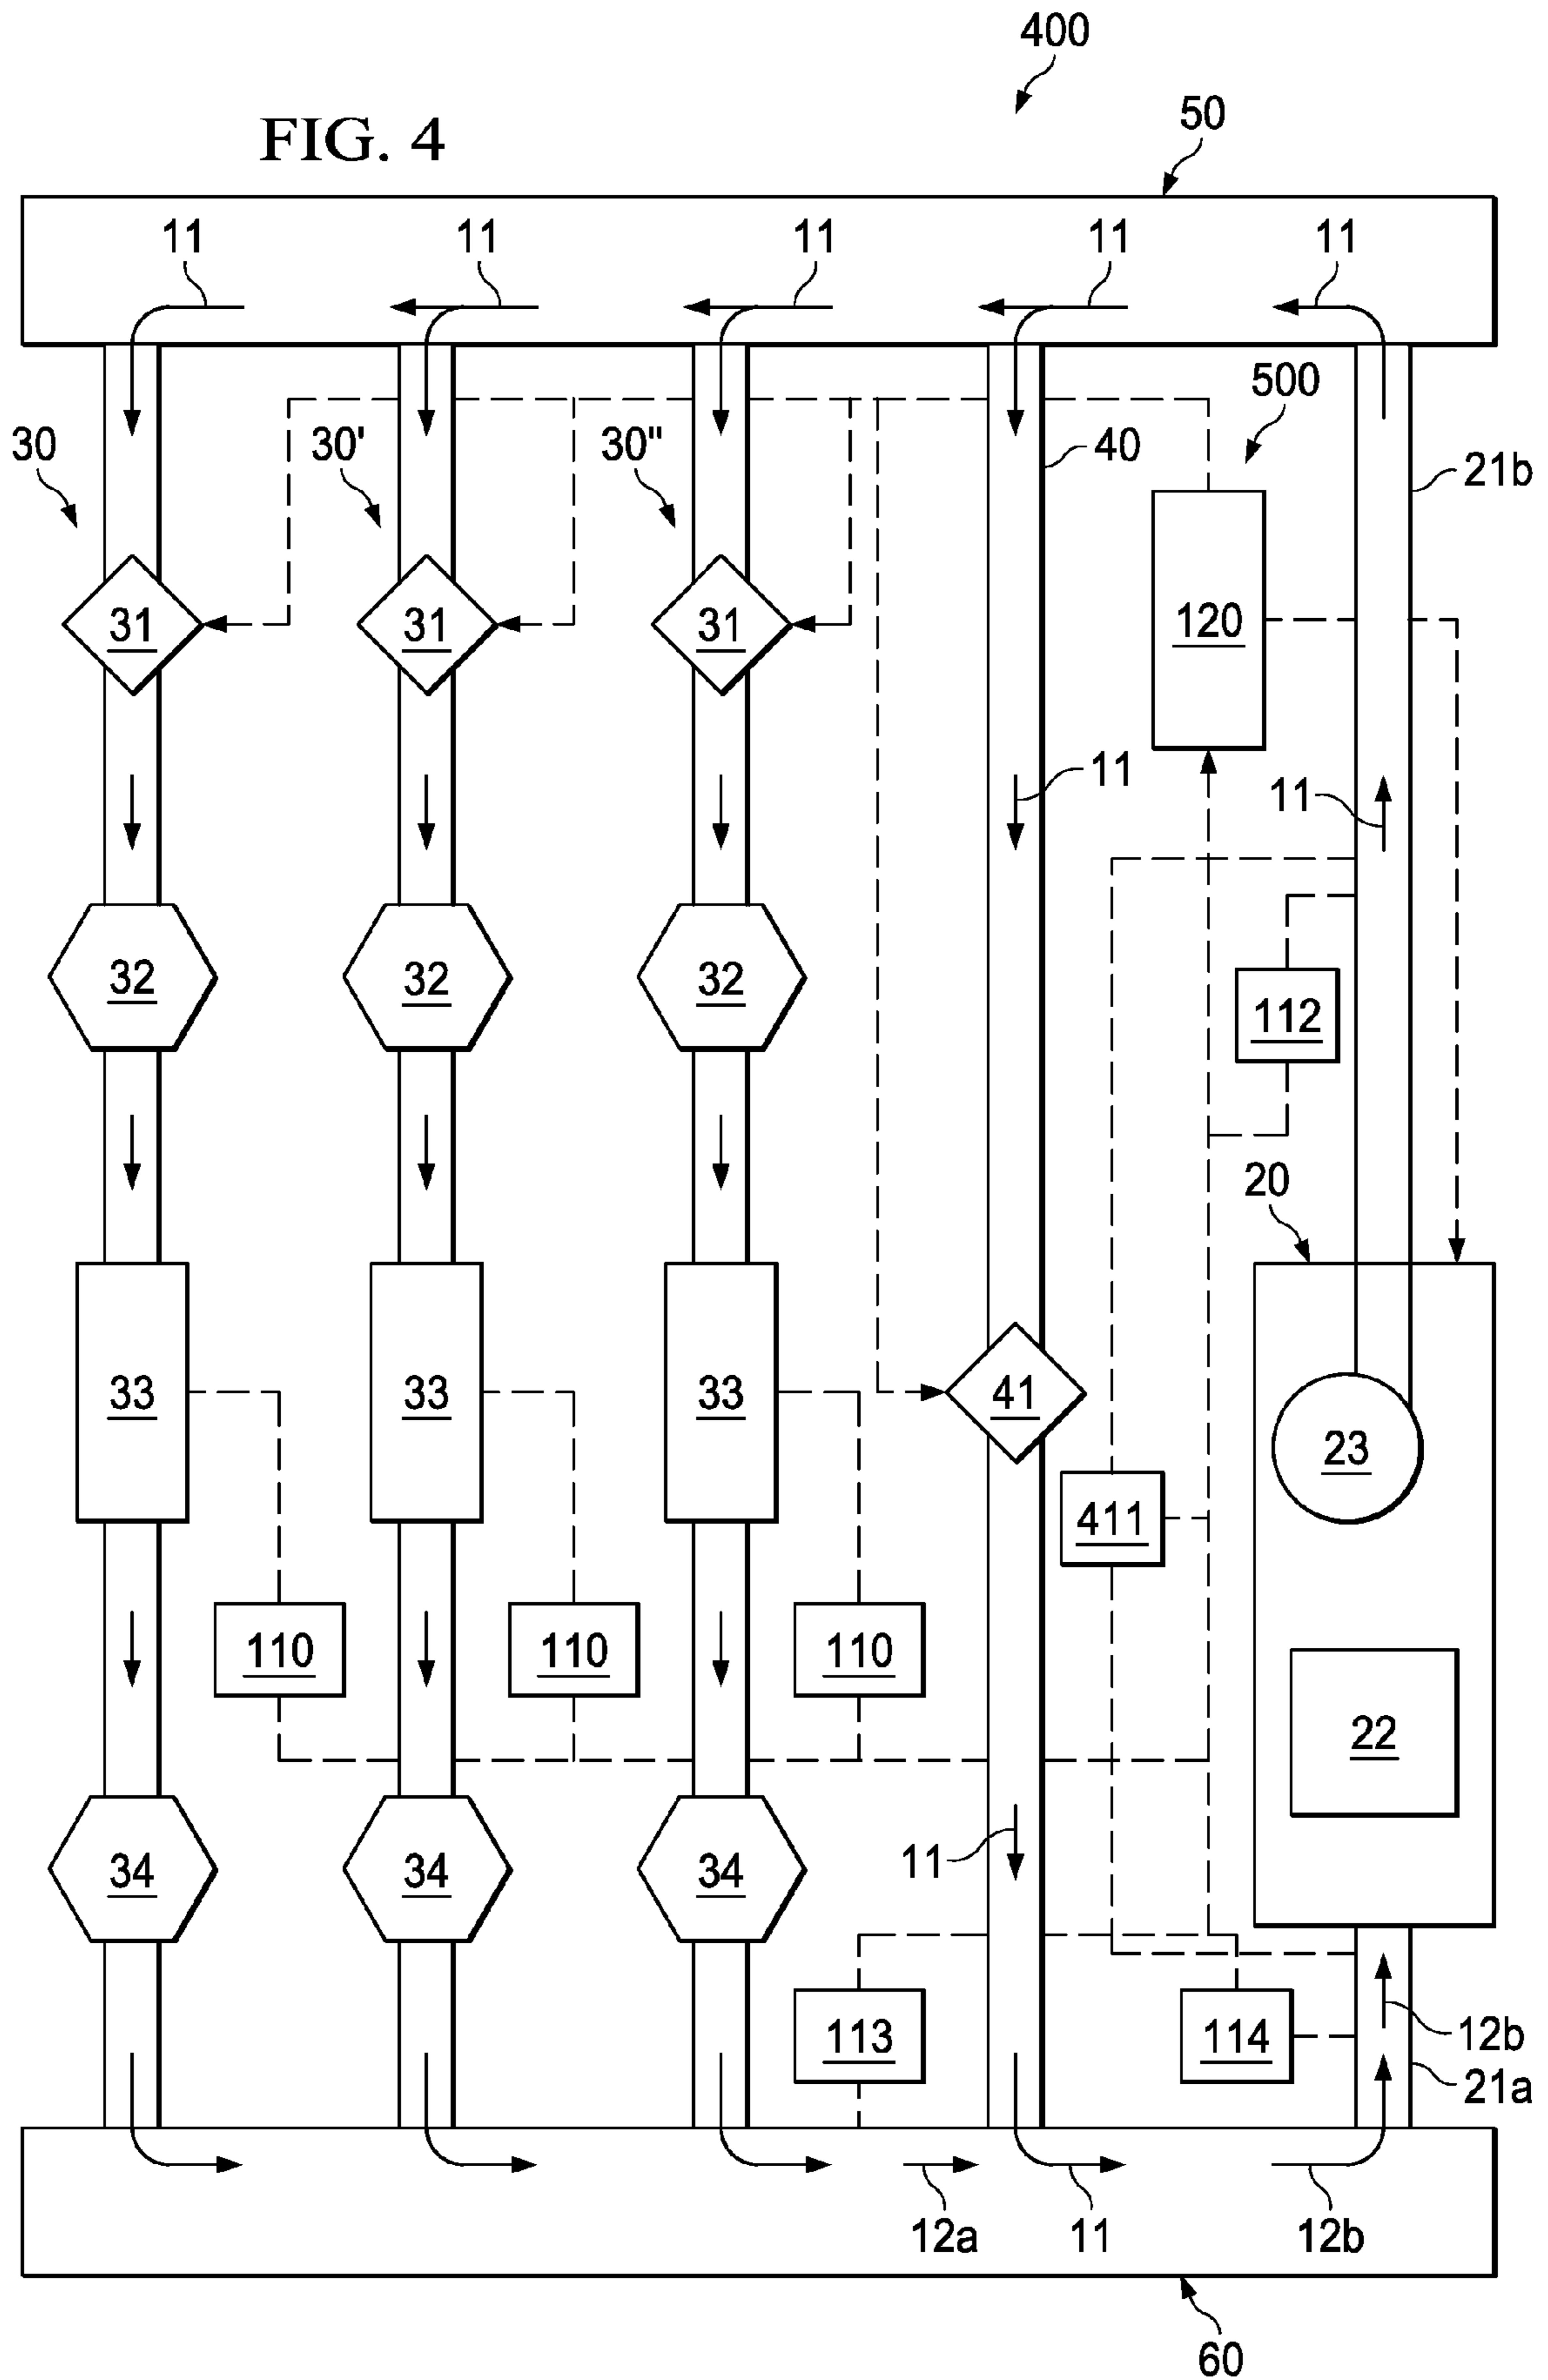 400
FIG. 4
50
11 11 11 11 11
500
30 30' 30" 40 21b
31 31 31 120
11 11
32 32 32 112
20
33 33 33 41 23
411
110 110 110
22
34 34 34 11
113 114 12b
21a
12a 11 12b
60